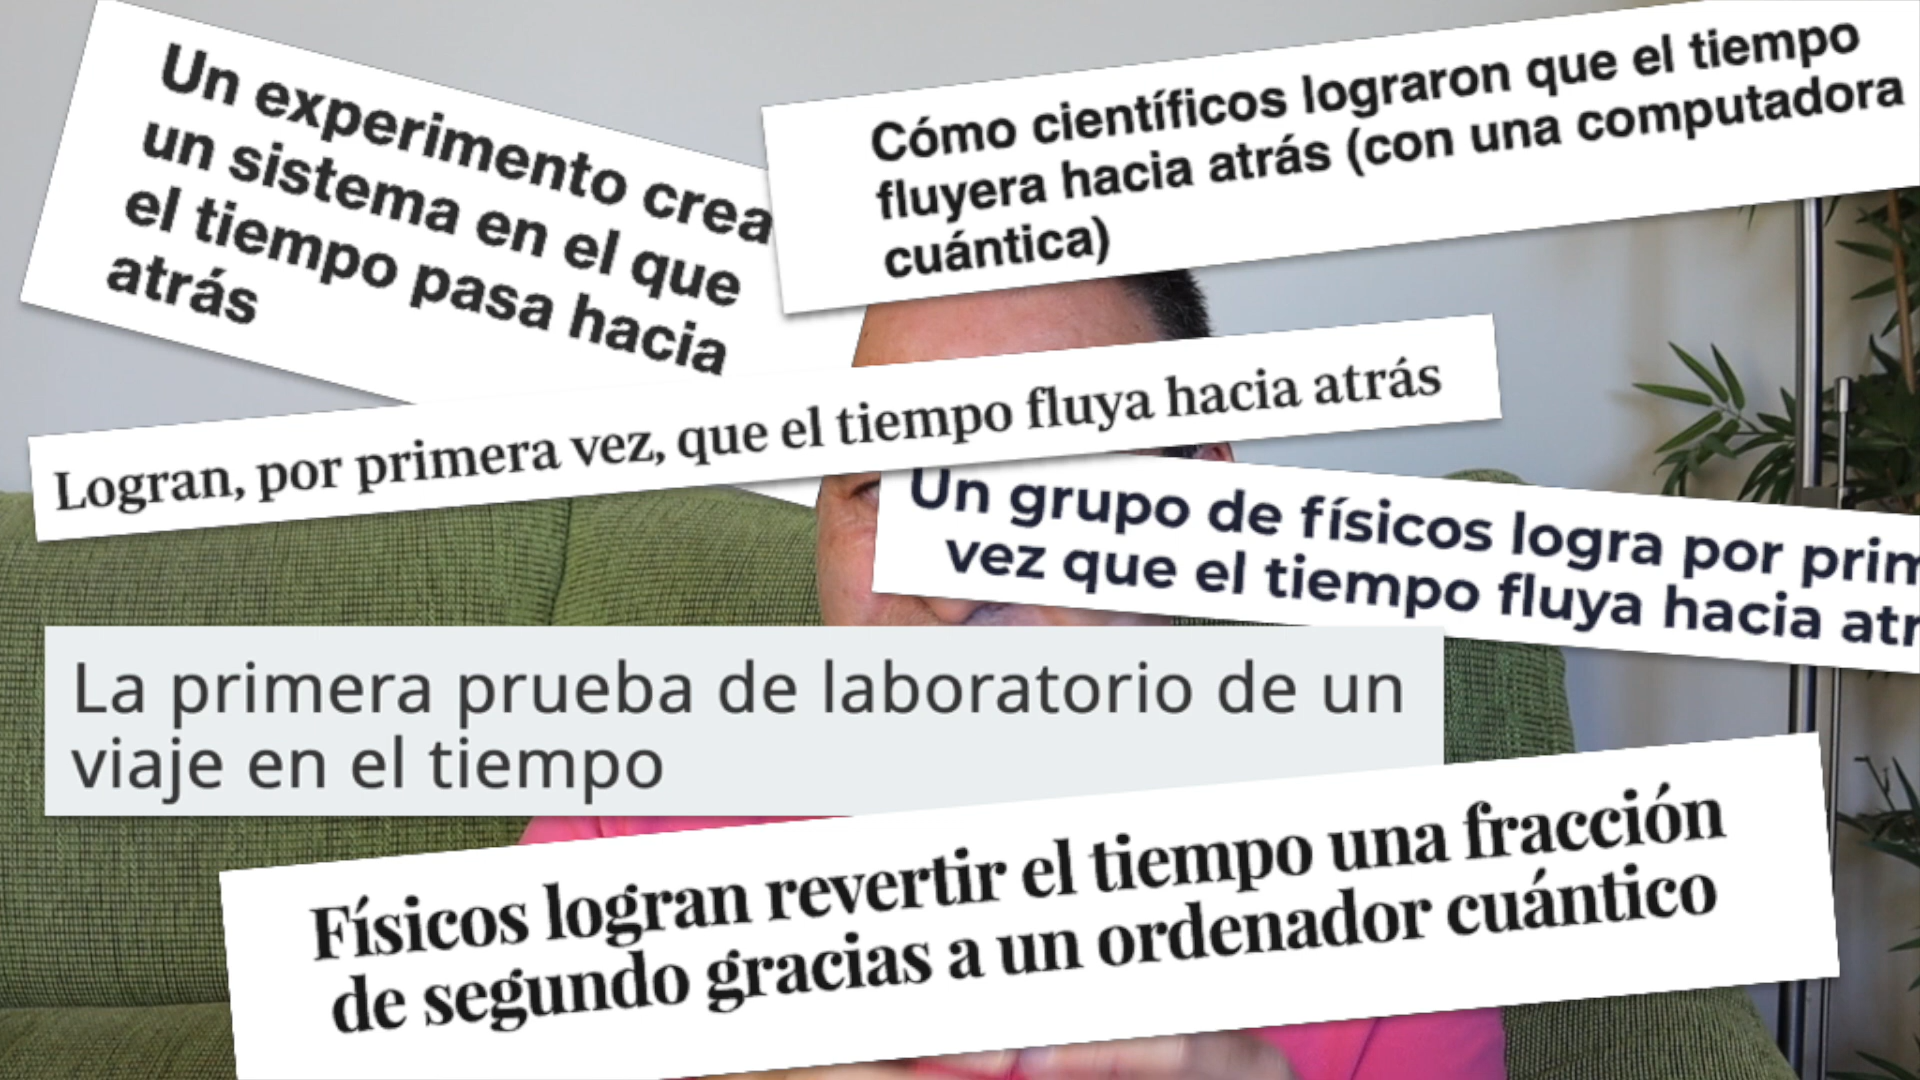 Un experimento crea
un sistema en el que
el tiempo pasa hacia
atrás
Cómo científicos lograron que el tiempo
fluyera hacia atrás (con una computadora
cuántica)
Logran, por primera vez, que el tiempo fluya hacia atrás
Un grupo de físicos logra por prim
vez que el tiempo fluya hacia atr
La primera prueba de laboratorio de un
viaje en el tiempo
Físicos logran revertir el tiempo una fracción
de segundo gracias a un ordenador cuántico